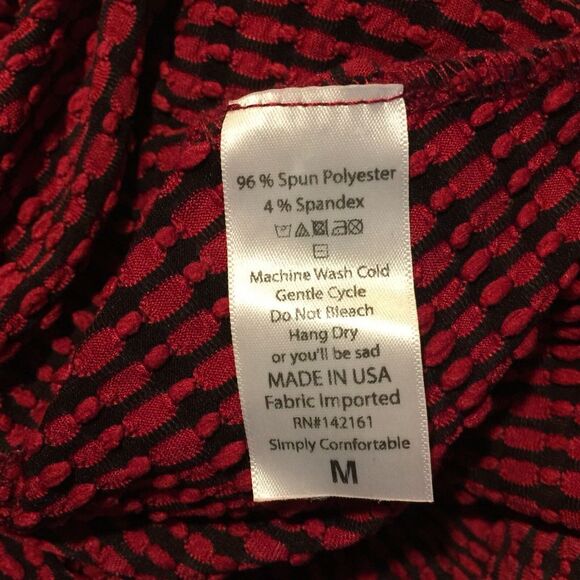 96 % Spun Polyester
4 % Spandex
Machine Wash Cold
Gentle Cycle
Do Not Bleach
Hang Dry
or you'll be sad
MADE IN USA
Fabric Imported
RN#142161
Simply Comfortable
M